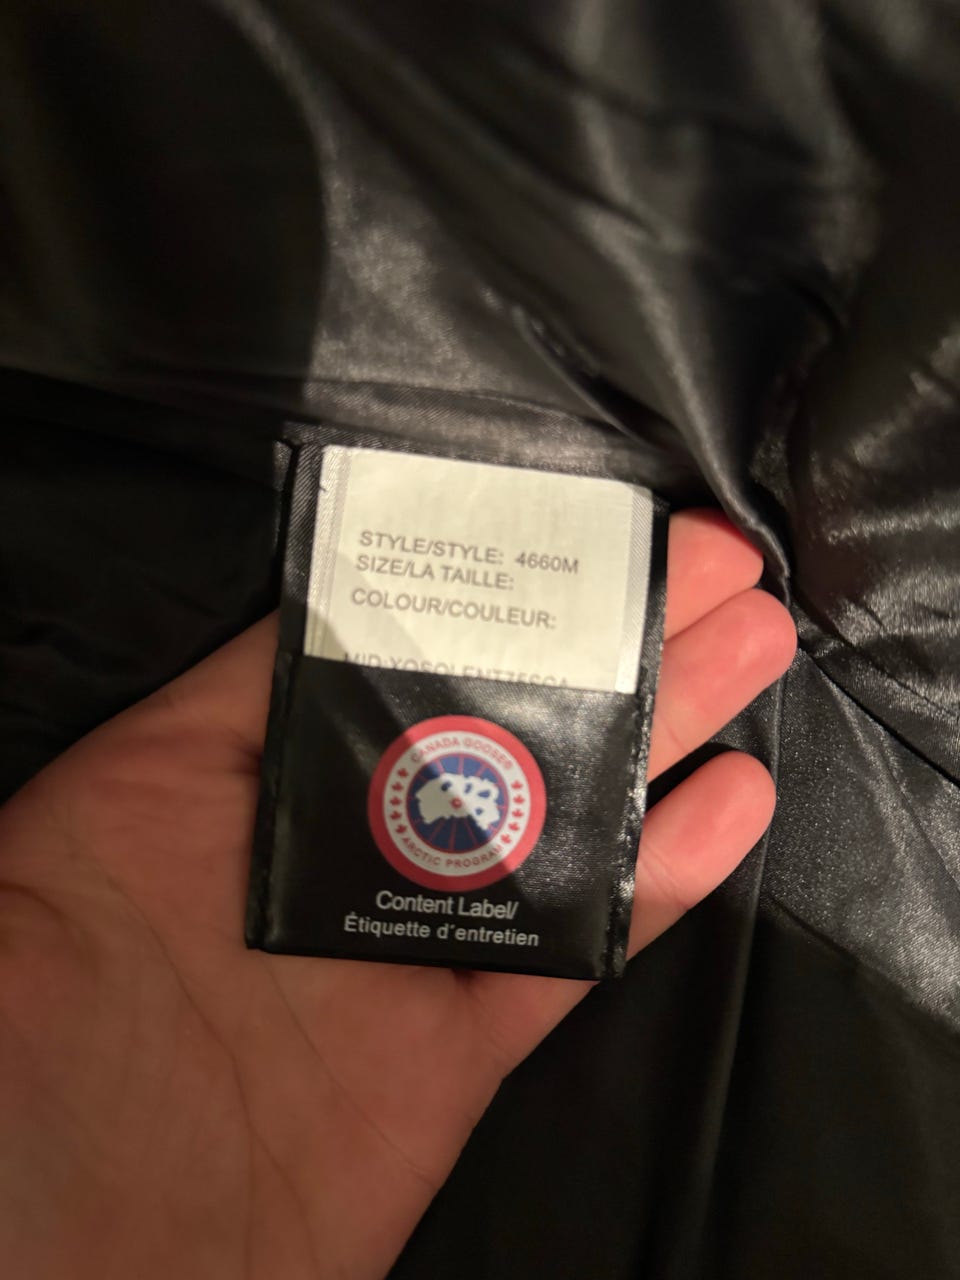 STYLE/STYLE: 4660M
SIZE/LA TAILLE:
COLOUR/COULEUR:
CANADA GOOSE®
ARCTIC PROGRAM
Content Label/
Étiquette d´entretien